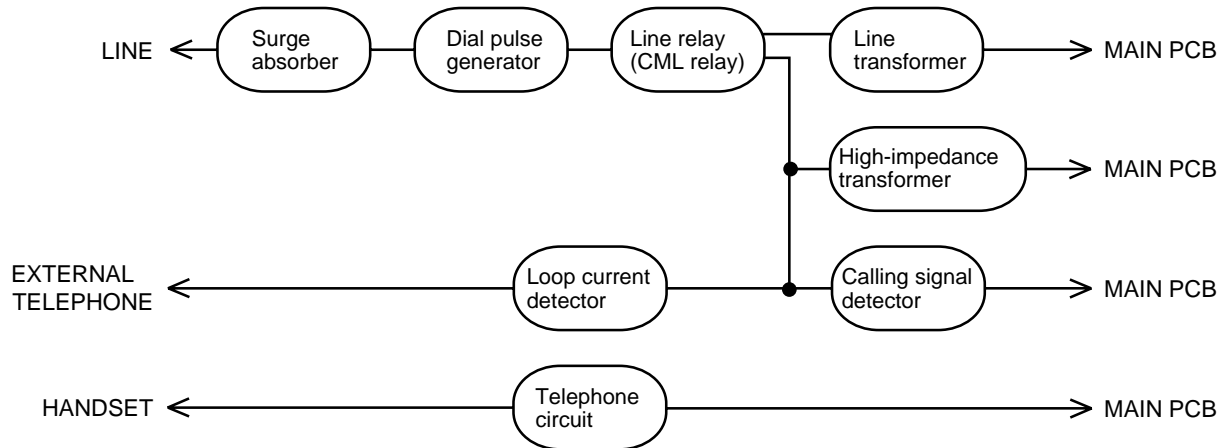 LINE
Surge
absorber
Dial pulse
generator
Line relay
(CML relay)
Line
transformer
MAIN PCB
High-impedance
transformer
MAIN PCB
EXTERNAL
TELEPHONE
Loop current
detector
Calling signal
detector
MAIN PCB
HANDSET
Telephone
circuit
MAIN PCB